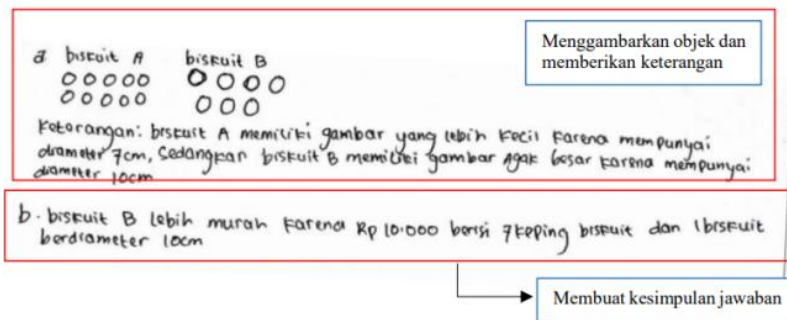 Menggambarkan objek dan
memberikan keterangan
a biskuit A biskuit B
Keterangan: biskuit A memiliki gambar yang lebih kecil karena mempunyai
diameter 7cm, Sedangkan biskuit B memiliki gambar Agak besar karena mempunyai
diameter 10cm
b. biskuit B lebih murah karena Rp 10.000 berisi 7 keping biskuit dan 1 biskuit
berdiameter 10cm
Membuat kesimpulan jawaban